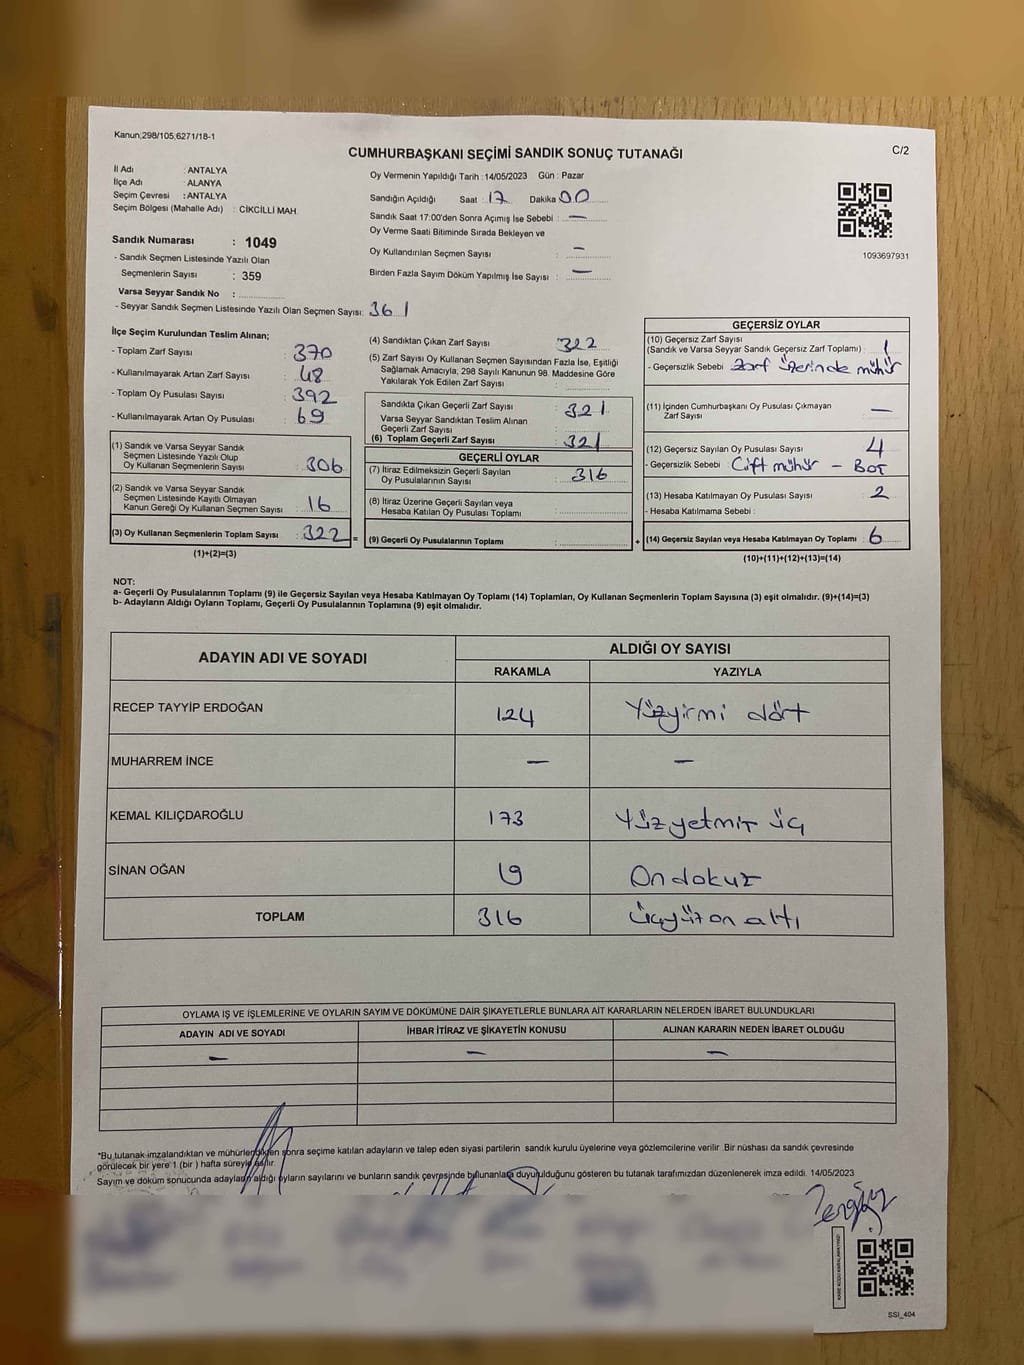 Kanun;298/105,6271/18-1
CUMHURBAŞKANI SEÇİMİ SANDIK SONUÇ TUTANAĞI
C/2
İl Adı : ANTALYA
İlçe Adı : ALANYA
Seçim Çevresi : ANTALYA
Seçim Bölgesi (Mahalle Adı) : CİKCİLLİ MAH.
Sandık Numarası : 1049
- Sandık Seçmen Listesinde Yazılı Olan
Seçmenlerin Sayısı : 359
Varsa Seyyar Sandık No :
- Seyyar Sandık Seçmen Listesinde Yazılı Olan Seçmen Sayısı: 361
Oy Vermenin Yapıldığı Tarih :14/05/2023 Gün : Pazar
Sandığın Açıldığı Saat : 17 Dakika 00
Sandık Saat 17:00'den Sonra Açımış İse Sebebi : —
Oy Verme Saati Bitiminde Sırada Bekleyen ve
Oy Kullandırılan Seçmen Sayısı : —
Birden Fazla Sayım Döküm Yapılmış İse Sayısı : —
1093697931
İlçe Seçim Kurulundan Teslim Alınan;
- Toplam Zarf Sayısı : 370
- Kullanılmayarak Artan Zarf Sayısı : 48
- Toplam Oy Pusulası Sayısı : 392
- Kullanılmayarak Artan Oy Pusulası : 69
(1) Sandık ve Varsa Seyyar Sandık
Seçmen Listesinde Yazılı Olup
Oy Kullanan Seçmenlerin Sayısı : 306
(2) Sandık ve Varsa Seyyar Sandık
Seçmen Listesinde Kayıtlı Olmayan
Kanun Gereği Oy Kullanan Seçmen Sayısı : 16
(3) Oy Kullanan Seçmenlerin Toplam Sayısı : 322 =
(1)+(2)=(3)
(4) Sandıktan Çıkan Zarf Sayısı : 322
(5) Zarf Sayısı Oy Kullanan Seçmen Sayısından Fazla İse, Eşitliği
Sağlamak Amacıyla; 298 Sayılı Kanunun 98. Maddesine Göre
Yakılarak Yok Edilen Zarf Sayısı :
Sandıkta Çıkan Geçerli Zarf Sayısı : 321
Varsa Seyyar Sandıktan Teslim Alınan
Geçerli Zarf Sayısı :
(6) Toplam Geçerli Zarf Sayısı : 321
GEÇERLİ OYLAR
(7) İtiraz Edilmeksizin Geçerli Sayılan
Oy Pusulalarının Sayısı : 316
(8) İtiraz Üzerine Geçerli Sayılan veya
Hesaba Katılan Oy Pusulası Toplamı :
(9) Geçerli Oy Pusulalarının Toplamı : +
GEÇERSİZ OYLAR
(10) Geçersiz Zarf Sayısı
(Sandık ve Varsa Seyyar Sandık Geçersiz Zarf Toplamı) : 1
- Geçersizlik Sebebi : Zarf üzerinde mühür
(11) İçinden Cumhurbaşkanı Oy Pusulası Çıkmayan
Zarf Sayısı : —
(12) Geçersiz Sayılan Oy Pusulası Sayısı : 4
- Geçersizlik Sebebi : Çift mühür - BOŞ
(13) Hesaba Katılmayan Oy Pusulası Sayısı : 2
- Hesaba Katılmama Sebebi :
(14) Geçersiz Sayılan veya Hesaba Katılmayan Oy Toplamı : 6
(10)+(11)+(12)+(13)=(14)
NOT:
a- Geçerli Oy Pusulalarının Toplamı (9) ile Geçersiz Sayılan veya Hesaba Katılmayan Oy Toplamı (14) Toplamları, Oy Kullanan Seçmenlerin Toplam Sayısına (3) eşit olmalıdır. (9)+(14)=(3)
b- Adayların Aldığı Oyların Toplamı, Geçerli Oy Pusulalarının Toplamına (9) eşit olmalıdır.
ADAYIN ADI VE SOYADI
ALDIĞI OY SAYISI
RAKAMLA YAZIYLA
RECEP TAYYİP ERDOĞAN 124 Yüzyirmi dört
MUHARREM İNCE — —
KEMAL KILIÇDAROĞLU 173 Yüzyetmiş üç
SİNAN OĞAN 19 Ondokuz
TOPLAM 316 Üçyüz on altı
OYLAMA İŞ VE İŞLEMLERİNE VE OYLARIN SAYIM VE DÖKÜMÜNE DAİR ŞİKAYETLERLE BUNLARA AİT KARARLARIN NELERDEN İBARET BULUNDUKLARI
ADAYIN ADI VE SOYADI İHBAR İTİRAZ VE ŞİKAYETİN KONUSU ALINAN KARARIN NEDEN İBARET OLDUĞU
— — —
*Bu tutanak imzalandıkdan ve mühürlendikden sonra seçime katılan adayların ve talep eden siyasi partilerin sandık kurulu üyelerine veya gözlemcilerine verilir .Bir nüshası da sandık çevresinde
görülecek bir yere 1 (bir ) hafta süreyle asılır.
Sayım ve döküm sonucunda adayların aldığı oyların sayılarını ve bunların sandık çevresinde bulunanlara duyurulduğunu gösteren bu tutanak tarafımızdan düzenlenerek imza edildi. 14/05/2023
SSI_404